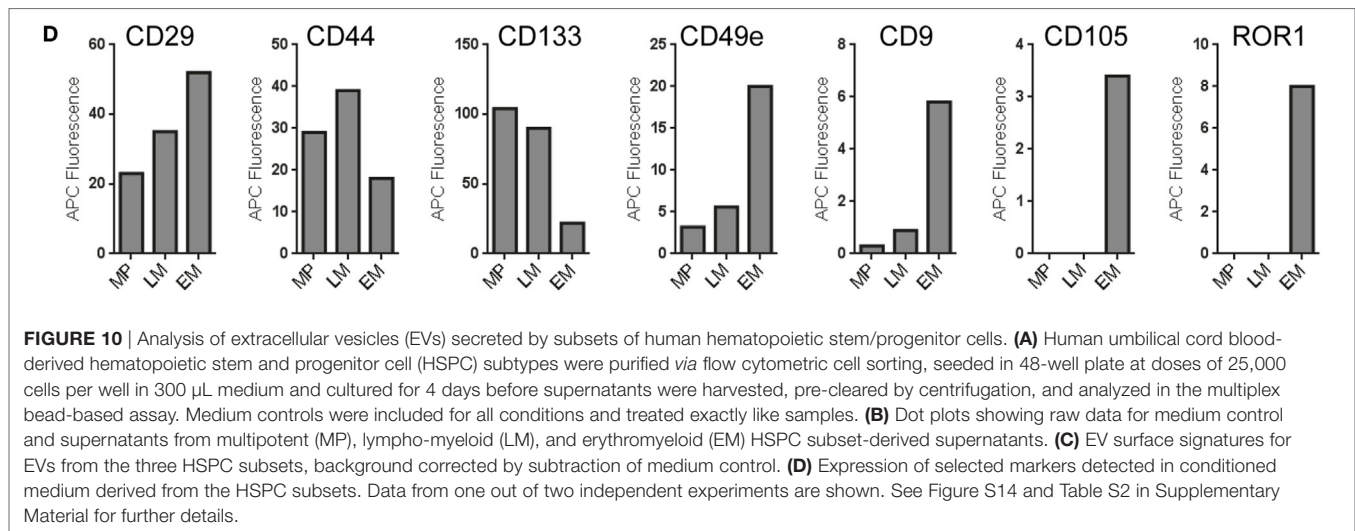 D
CD29 CD44 CD133 CD49e CD9 CD105 ROR1
APC Fluorescence
60
40
20
0
MP LM EM
APC Fluorescence
50
40
30
20
10
0
MP LM EM
APC Fluorescence
150
100
50
0
MP LM EM
APC Fluorescence
25
20
15
10
5
0
MP LM EM
APC Fluorescence
8
6
4
2
0
MP LM EM
APC Fluorescence
4
3
2
1
0
MP LM EM
APC Fluorescence
10
8
6
4
2
0
MP LM EM
FIGURE 10 | Analysis of extracellular vesicles (EVs) secreted by subsets of human hematopoietic stem/progenitor cells. (A) Human umbilical cord blood-
derived hematopoietic stem and progenitor cell (HSPC) subtypes were purified via flow cytometric cell sorting, seeded in 48-well plate at doses of 25,000
cells per well in 300 μL medium and cultured for 4 days before supernatants were harvested, pre-cleared by centrifugation, and analyzed in the multiplex
bead-based assay. Medium controls were included for all conditions and treated exactly like samples. (B) Dot plots showing raw data for medium control
and supernatants from multipotent (MP), lympho-myeloid (LM), and erythromyeloid (EM) HSPC subset-derived supernatants. (C) EV surface signatures for
EVs from the three HSPC subsets, background corrected by subtraction of medium control. (D) Expression of selected markers detected in conditioned
medium derived from the HSPC subsets. Data from one out of two independent experiments are shown. See Figure S14 and Table S2 in Supplementary
Material for further details.